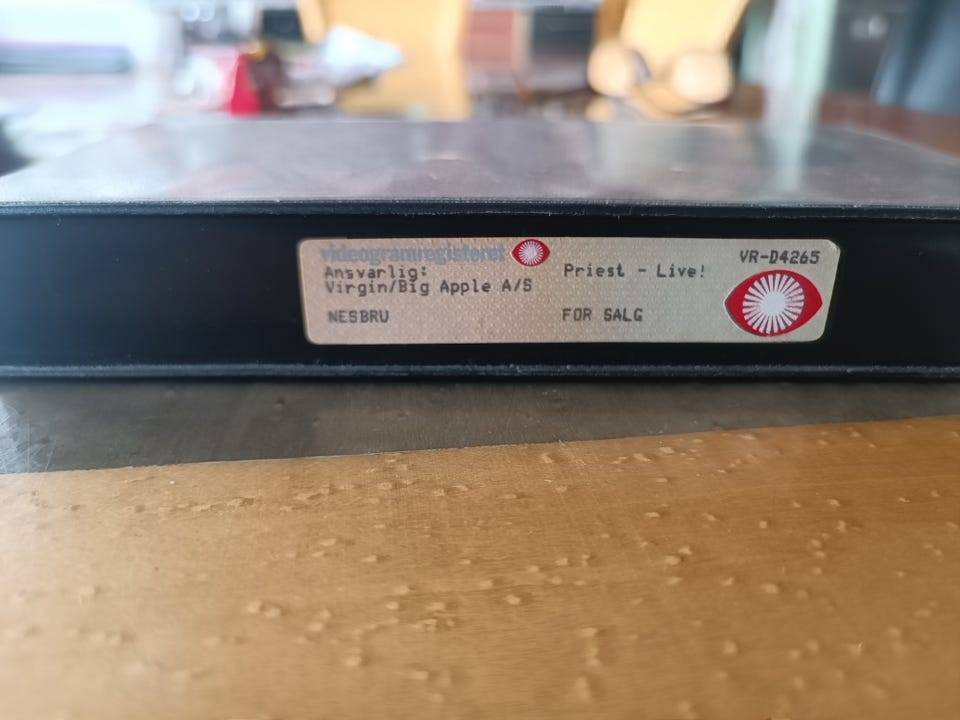 videogramregisteret
Ansvarlig:
Virgin/Big Apple A/S
NESBRU
Priest - Live!
FOR SALG
VR-D4265